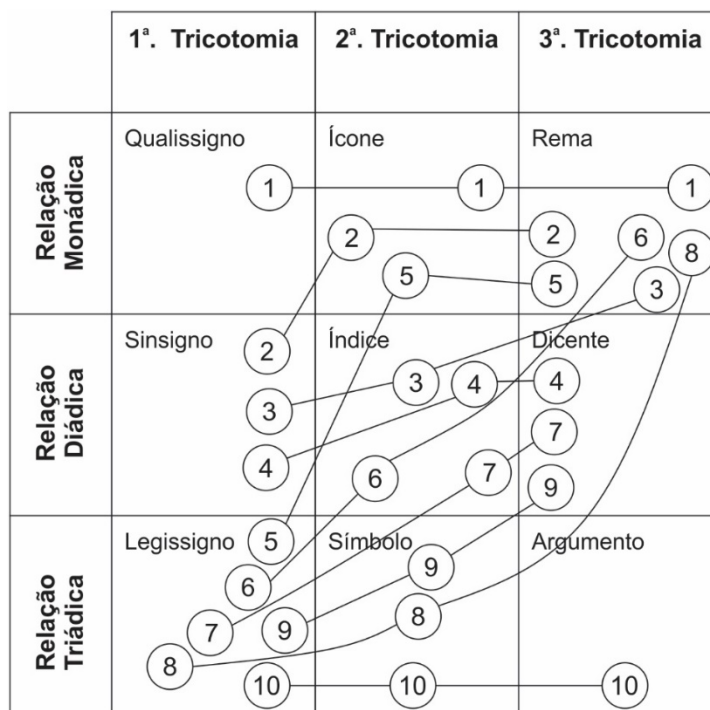 1ª. Tricotomia 2ª. Tricotomia 3ª. Tricotomia
Relação
Monádica
Qualissigno Ícone Rema
1 1 1
2 2 6 8
5 5 3
Relação
Diádica
Sinsigno Índice Dicente
2
3 3 4 4
4 6 7 7
9
Relação
Triádica
Legissigno Símbolo Argumento
5
6 9
7 9 8
8
10 10 10